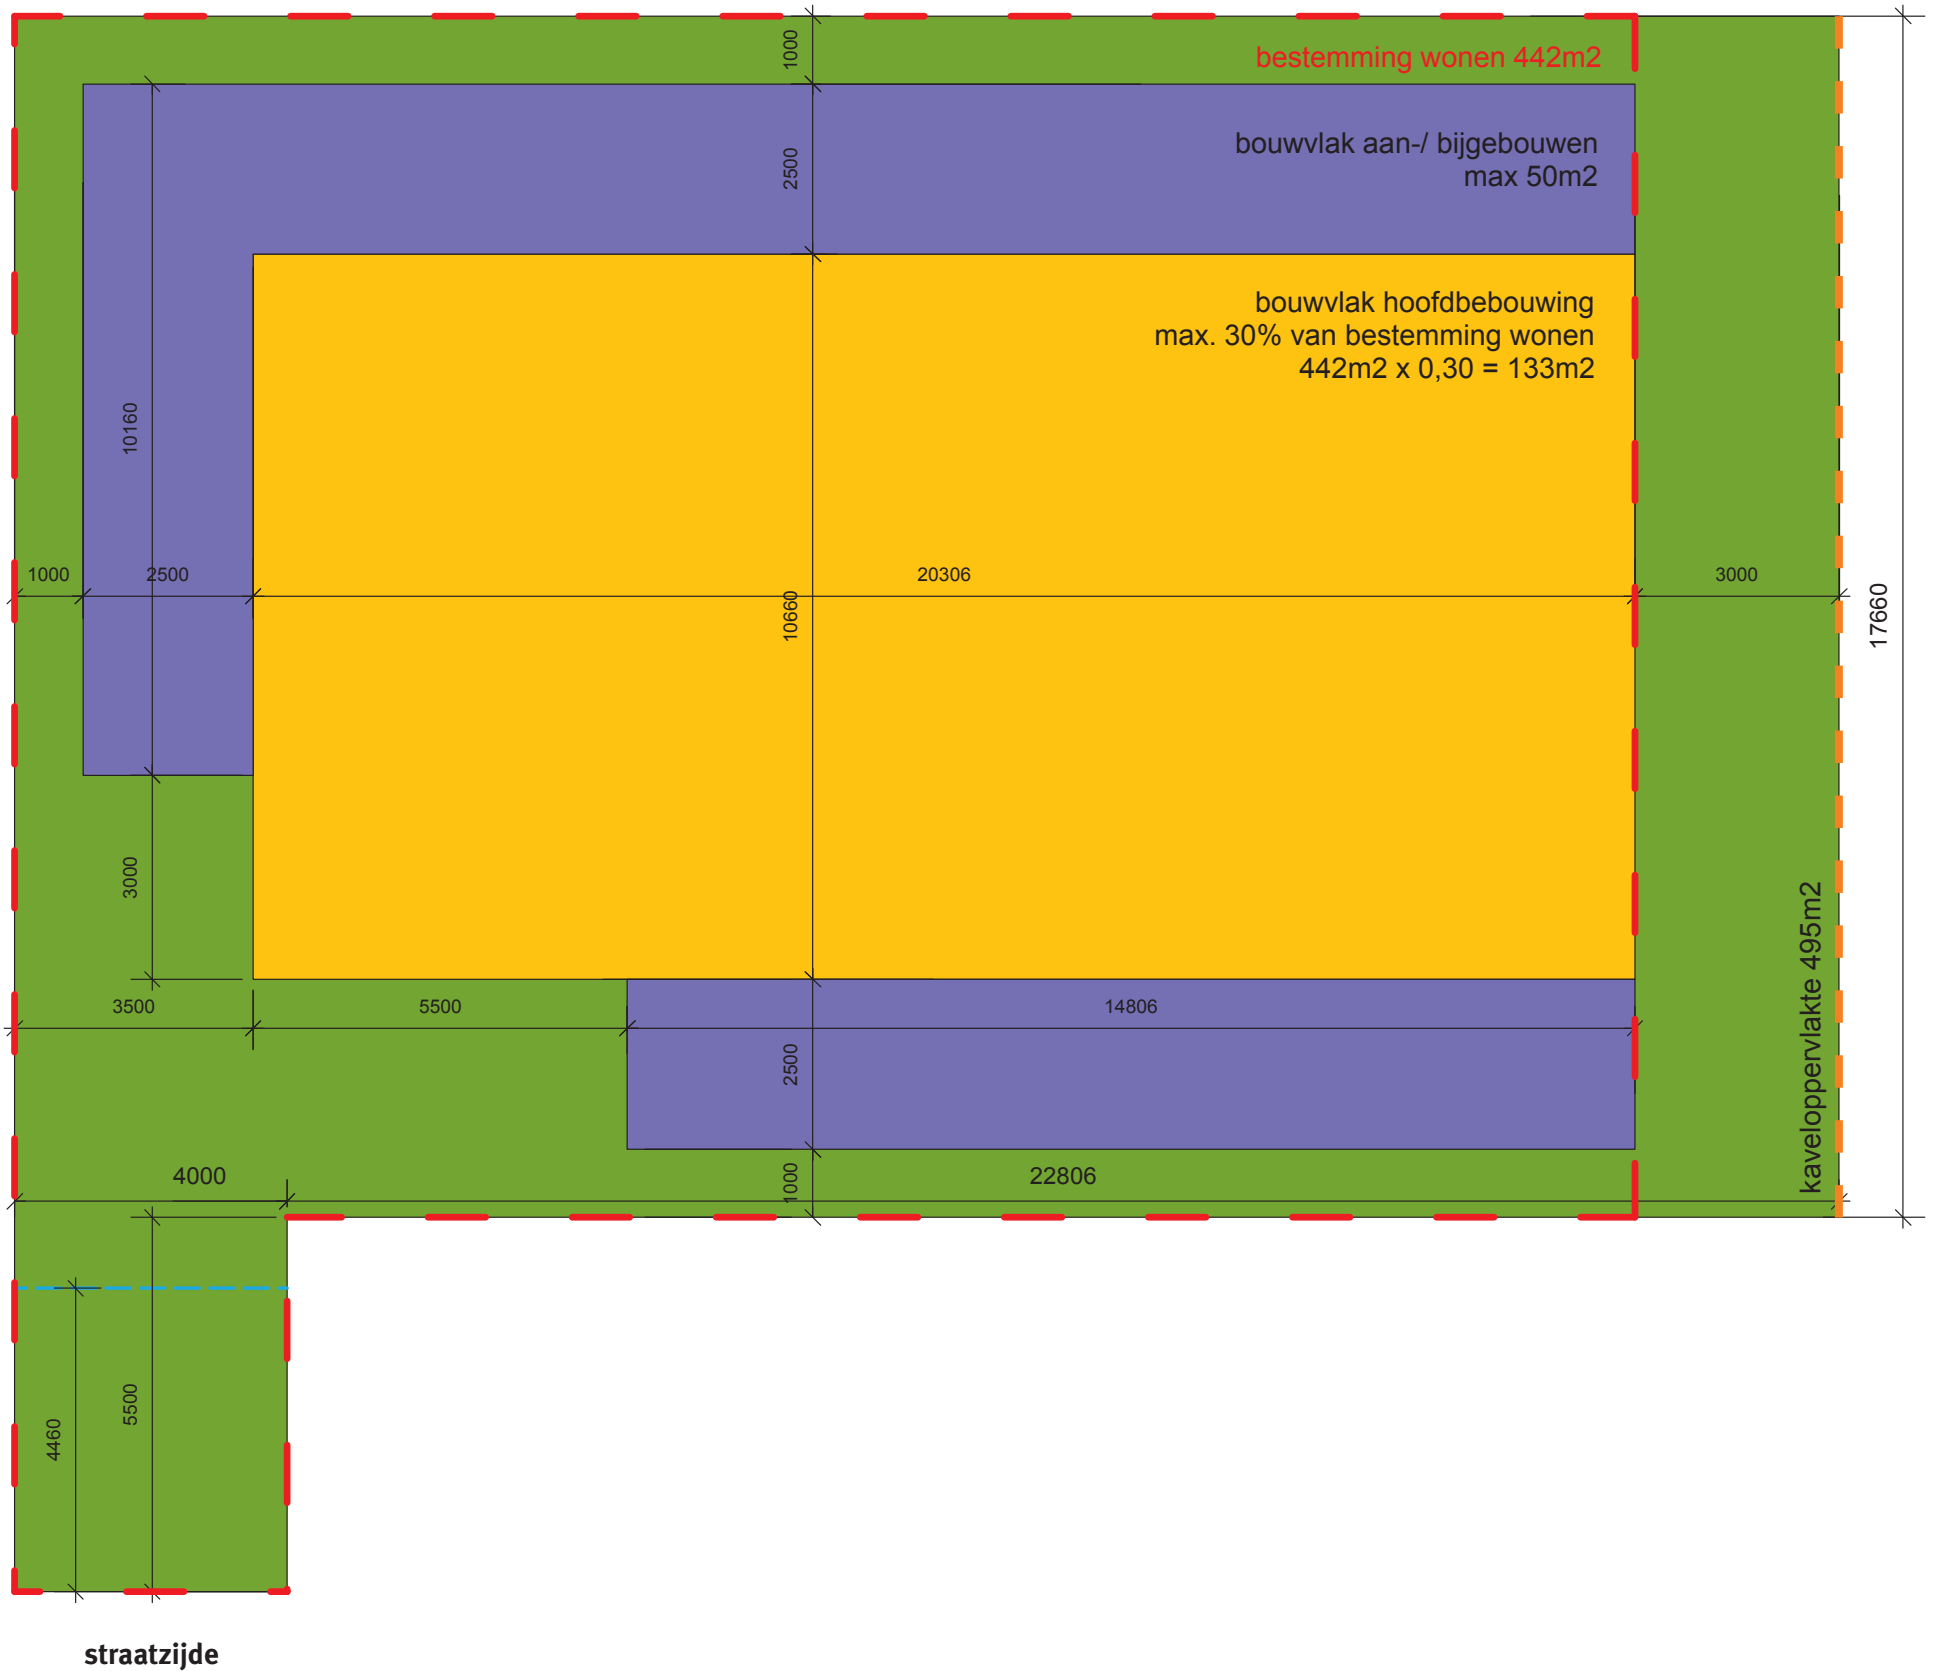 1000
bestemming wonen 442m2
bouwvlak aan-/ bijgebouwen
max 50m2
2500
bouwvlak hoofdbebouwing
max. 30% van bestemming wonen
442m2 x 0,30 = 133m2
10160
1000
2500
20306
3000
10660
17660
3000
kaveloppervlakte 495m2
3500
5500
14806
2500
4000
1000
22806
5500
4460
straatzijde